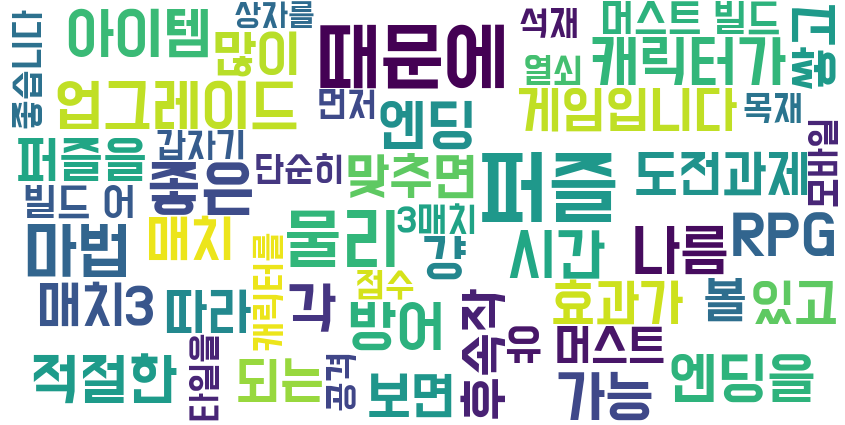 상자를
아이템
많이
때문에
석재
머스트 빌드
열쇠
캐릭터가
쌓고
좋습니다
업그레이드
먼저
엔딩
게임입니다
목재
모바일
퍼즐을
갑자기
단순히
맞추면
퍼즐
도전과제
빌드 어
좋은
마법
매치
캐릭터를
물리
3매치
걍
시간
나름
RPG
매치3
따라
각
점수
방어
후속작
유
효과가
볼
있고
머스트
적절한
타일을
되는
공격
보면
가능
엔딩을